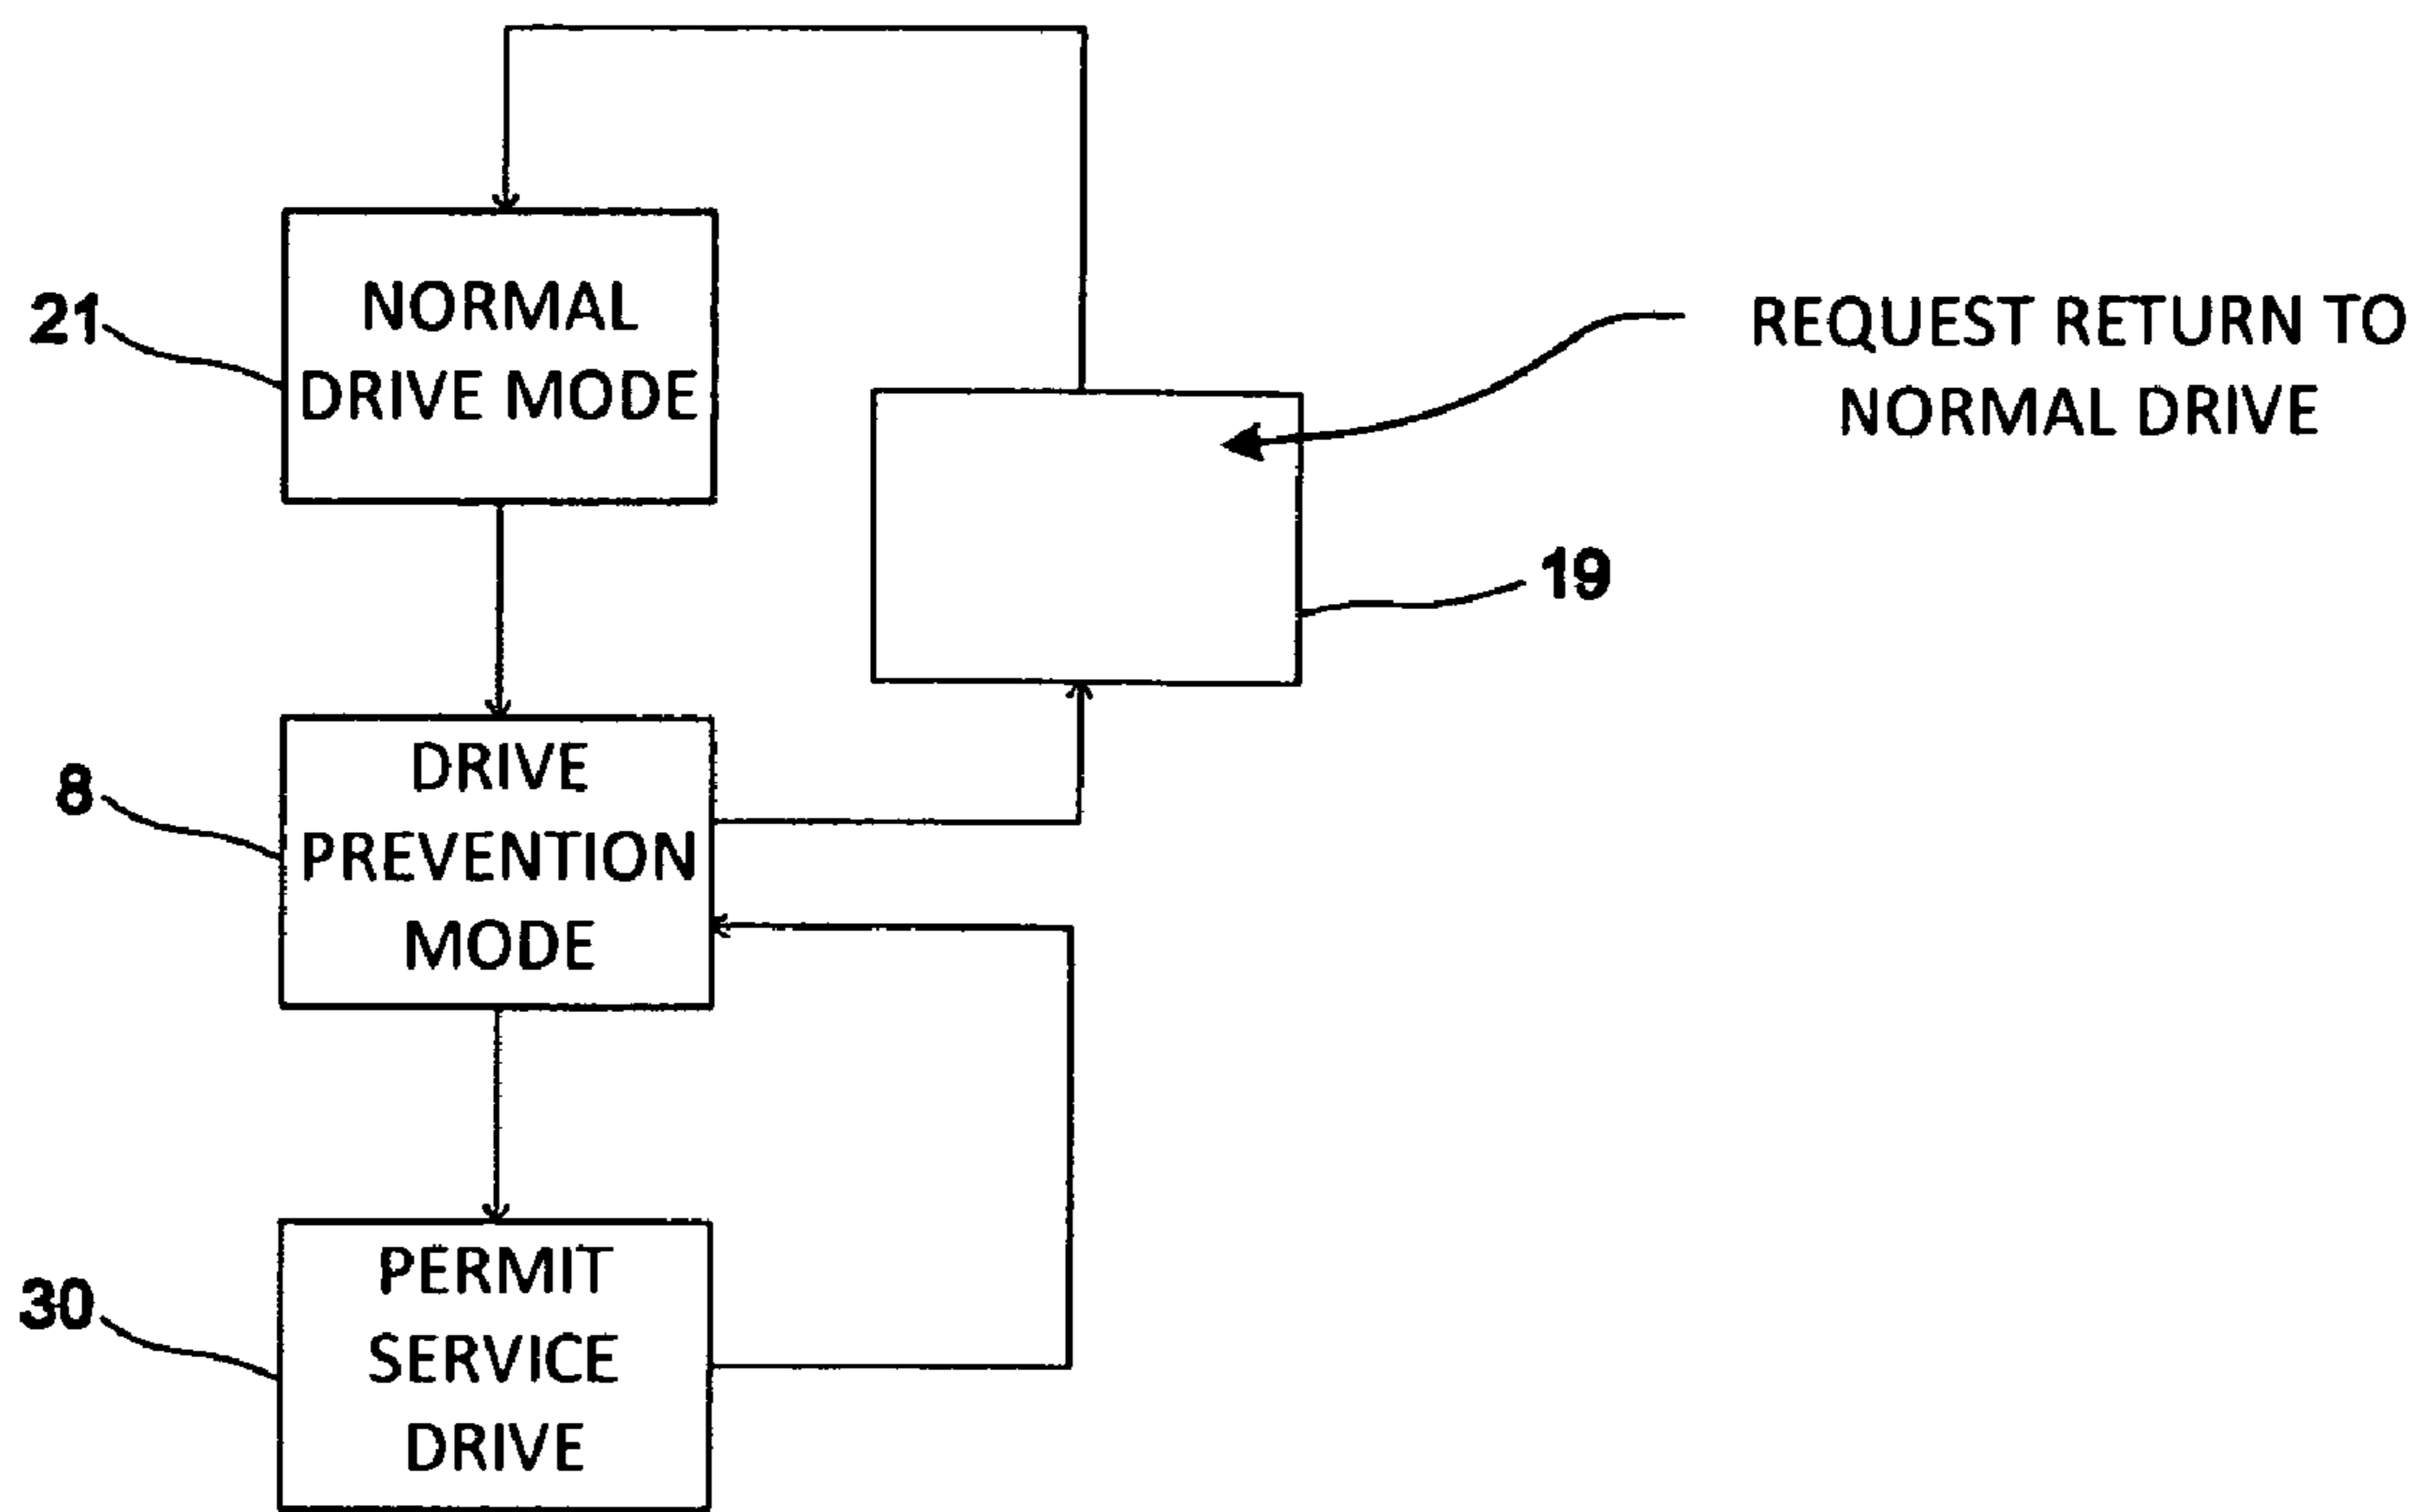 21
NORMAL
DRIVE MODE
REQUEST RETURN TO
NORMAL DRIVE
19
8
DRIVE
PREVENTION
MODE
30
PERMIT
SERVICE
DRIVE